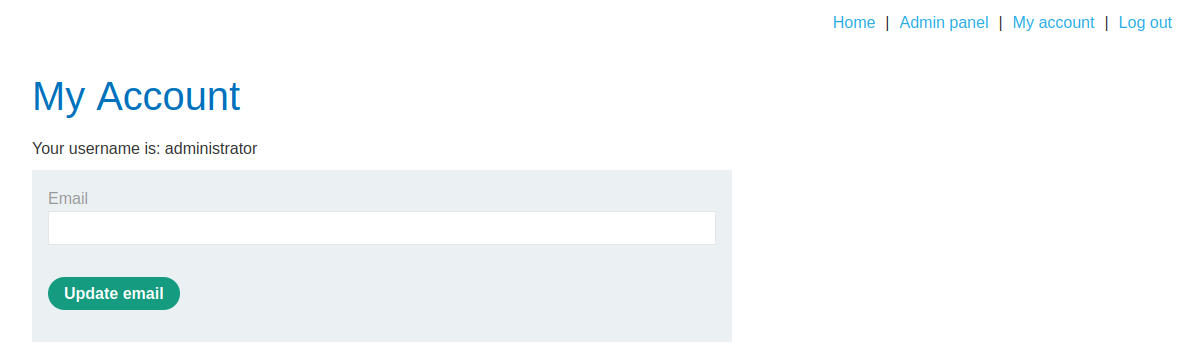 Home | Admin panel | My account | Log out
My Account
Your username is: administrator
Email
Update email